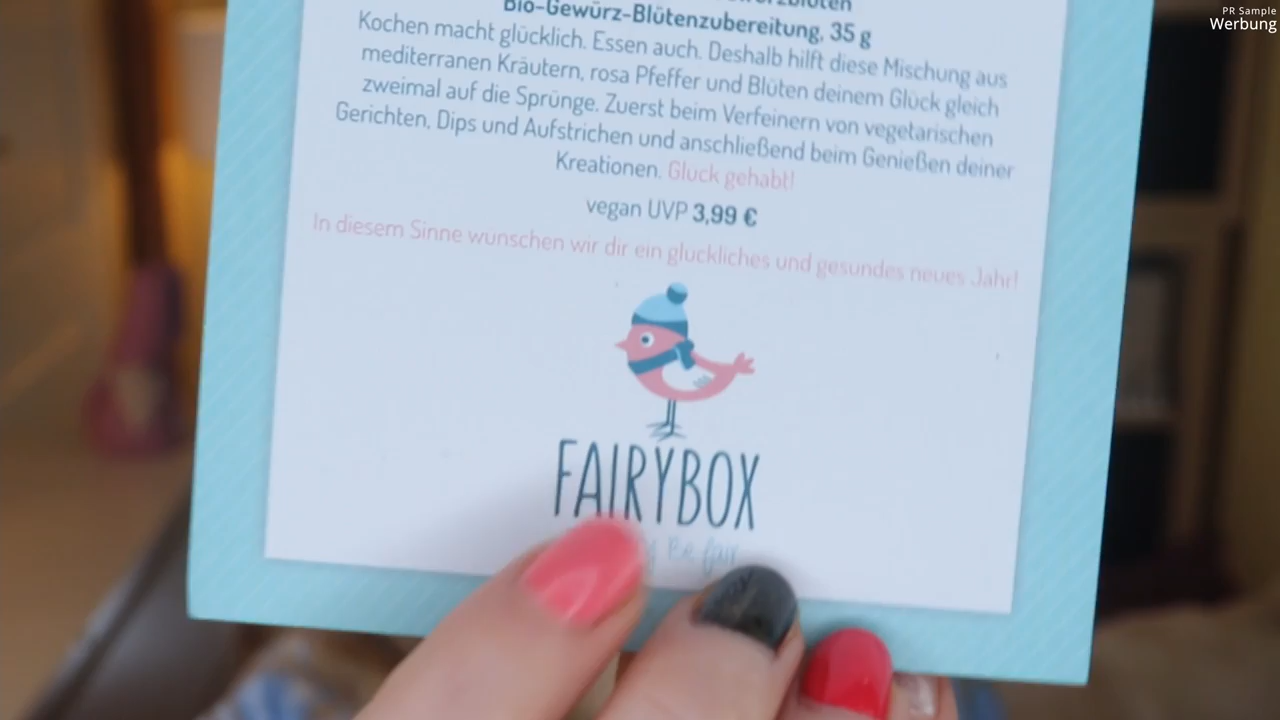 PR Sample
Werbung
Bio-Gewürz-Blütenzubereitung, 35 g
Kochen macht glücklich. Essen auch. Deshalb hilft diese Mischung aus
mediterranen Kräutern, rosa Pfeffer und Blüten deinem Glück gleich
zweimal auf die Sprünge. Zuerst beim Verfeinern von vegetarischen
Gerichten, Dips und Aufstrichen und anschließend beim Genießen deiner
Kreationen. Glück gehabt!
vegan UVP 3,99 €
In diesem Sinne wünschen wir dir ein glückliches und gesundes neues Jahr!
FAIRYBOX
Be fair